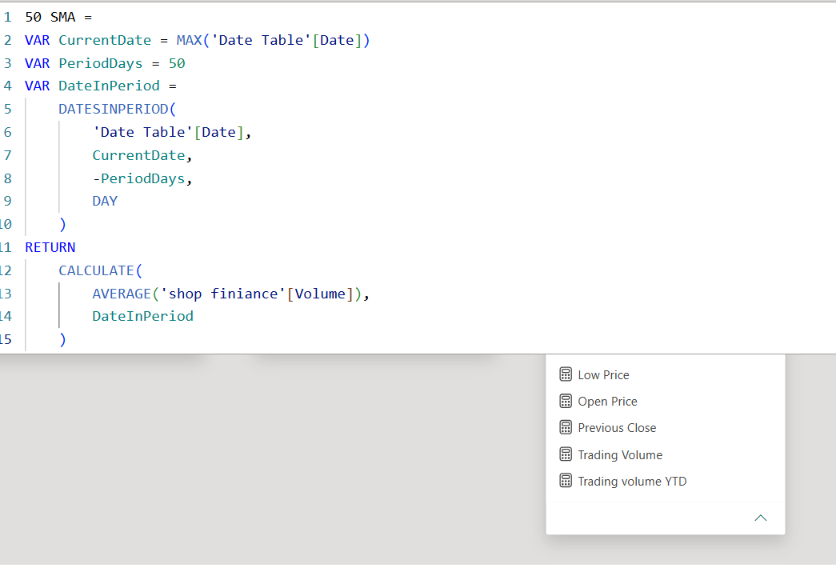 1 50 SMA =
2 VAR CurrentDate = MAX('Date Table'[Date])
3 VAR PeriodDays = 50
4 VAR DateInPeriod =
5 DATESINPERIOD(
6 'Date Table'[Date],
7 CurrentDate,
8 -PeriodDays,
9 DAY
10 )
11 RETURN
12 CALCULATE(
13 AVERAGE('shop finiance'[Volume]),
14 DateInPeriod
15 )
Low Price
Open Price
Previous Close
Trading Volume
Trading volume YTD